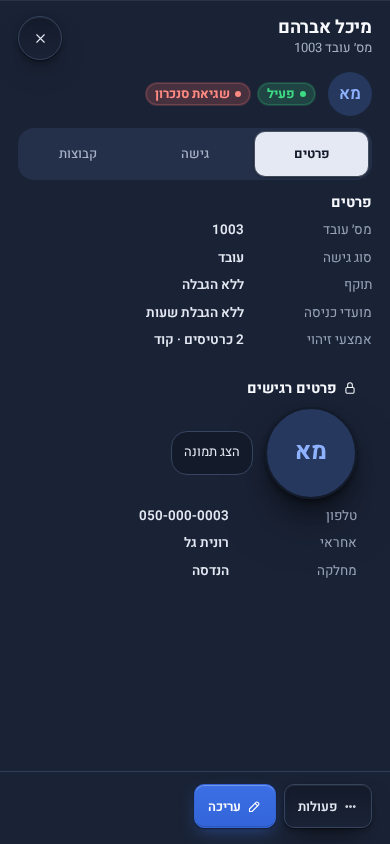 מיכל אברהם
מס׳ עובד 1003
מא
פעיל
שגיאת סנכרון
פרטים
גישה
קבוצות
פרטים
מס׳ עובד 1003
סוג גישה עובד
תוקף ללא הגבלה
מועדי כניסה ללא הגבלת שעות
אמצעי זיהוי 2 כרטיסים · קוד
פרטים רגישים
מא
הצג תמונה
טלפון 050-000-0003
אחראי רונית גל
מחלקה הנדסה
פעולות
עריכה